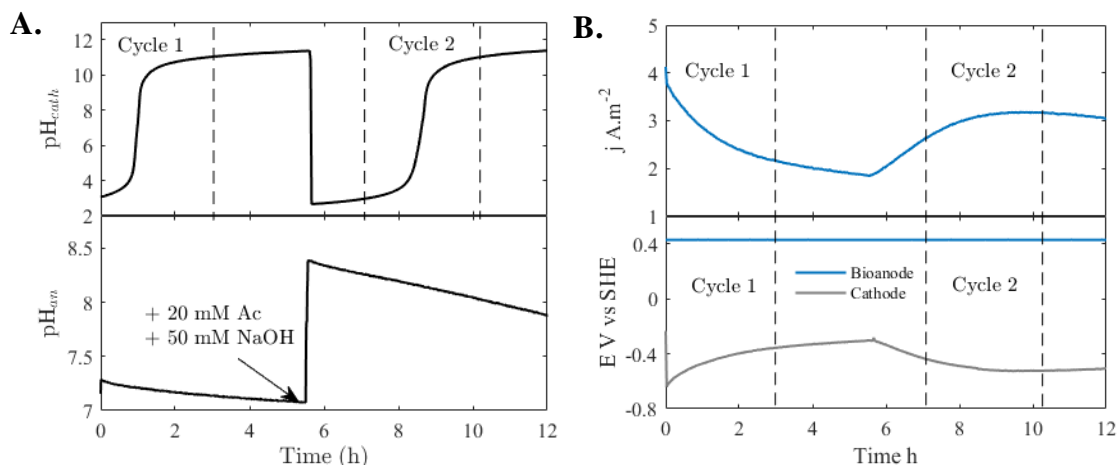 A.
Cycle 1
Cycle 2
pH_cath
12
10
8
6
4
2
8.5
8
7.5
7
pH_an
+ 20 mM Ac
+ 50 mM NaOH
0 2 4 6 8 10 12
Time (h)
B.
Cycle 1
Cycle 2
j A.m⁻²
5
4
3
2
1
0.4
0
-0.4
-0.8
E V vs SHE
Cycle 1
Bioanode
Cathode
Cycle 2
0 2 4 6 8 10 12
Time h